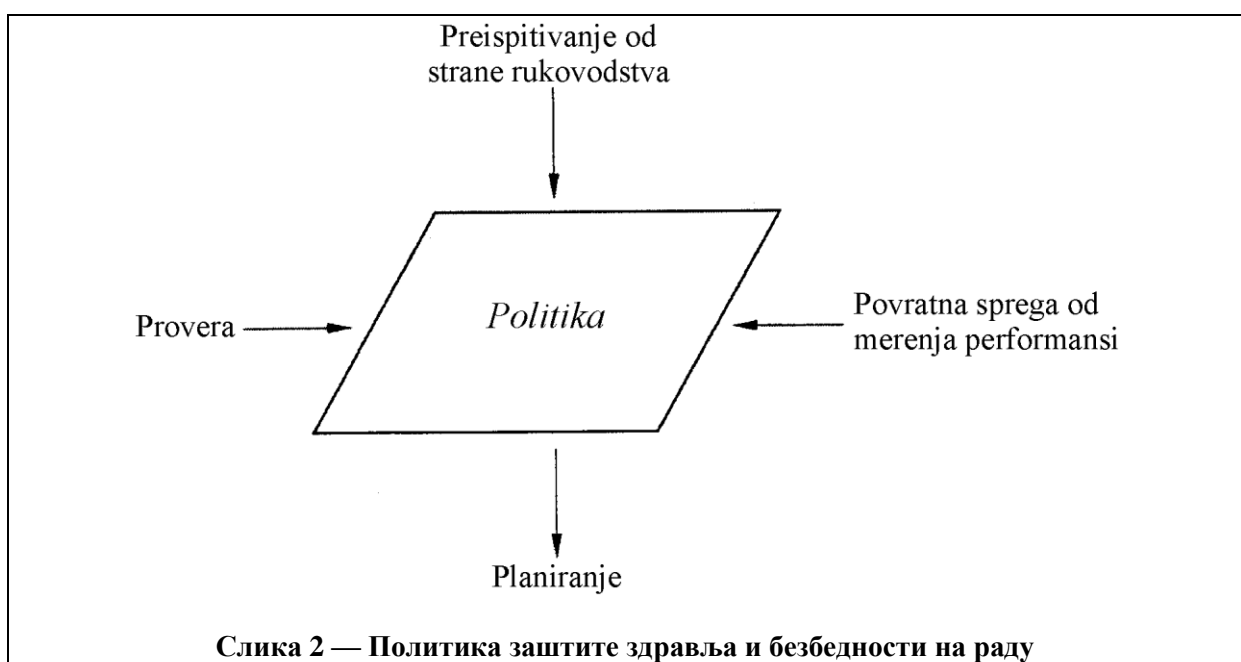 Preispitivanje od
strane rukovodstva
Provera
Politika
Povratna sprega od
merenja performansi
Planiranje
Слика 2 — Политика заштите здравља и безбедности на раду